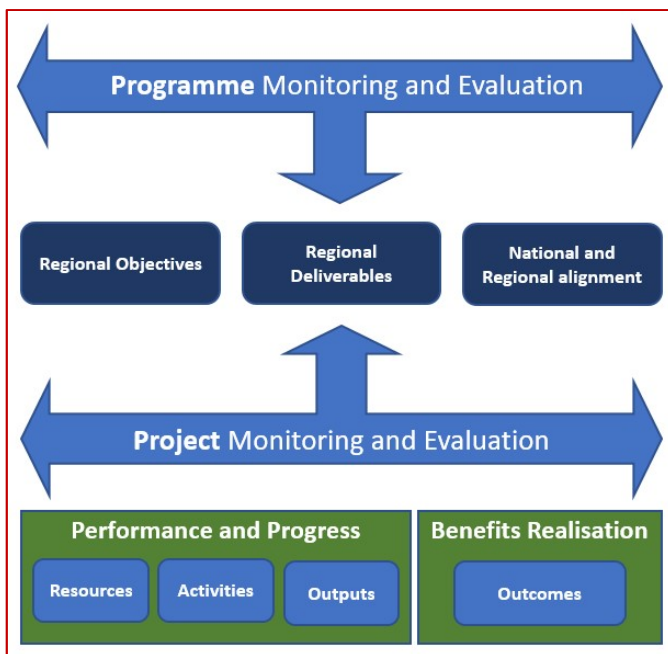 Programme Monitoring and Evaluation
Regional Objectives
Regional
Deliverables
National and
Regional alignment
Project Monitoring and Evaluation
Performance and Progress
Resources
Activities
Outputs
Benefits Realisation
Outcomes